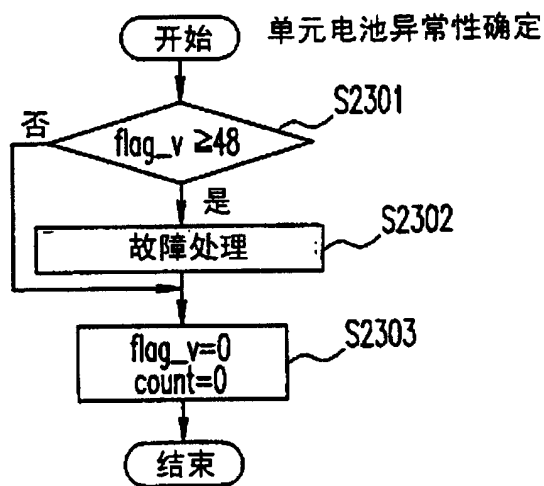 开始
单元电池异常性确定
S2301
否
flag_v ≥48
是
S2302
故障处理
S2303
flag_v=0
count=0
结束